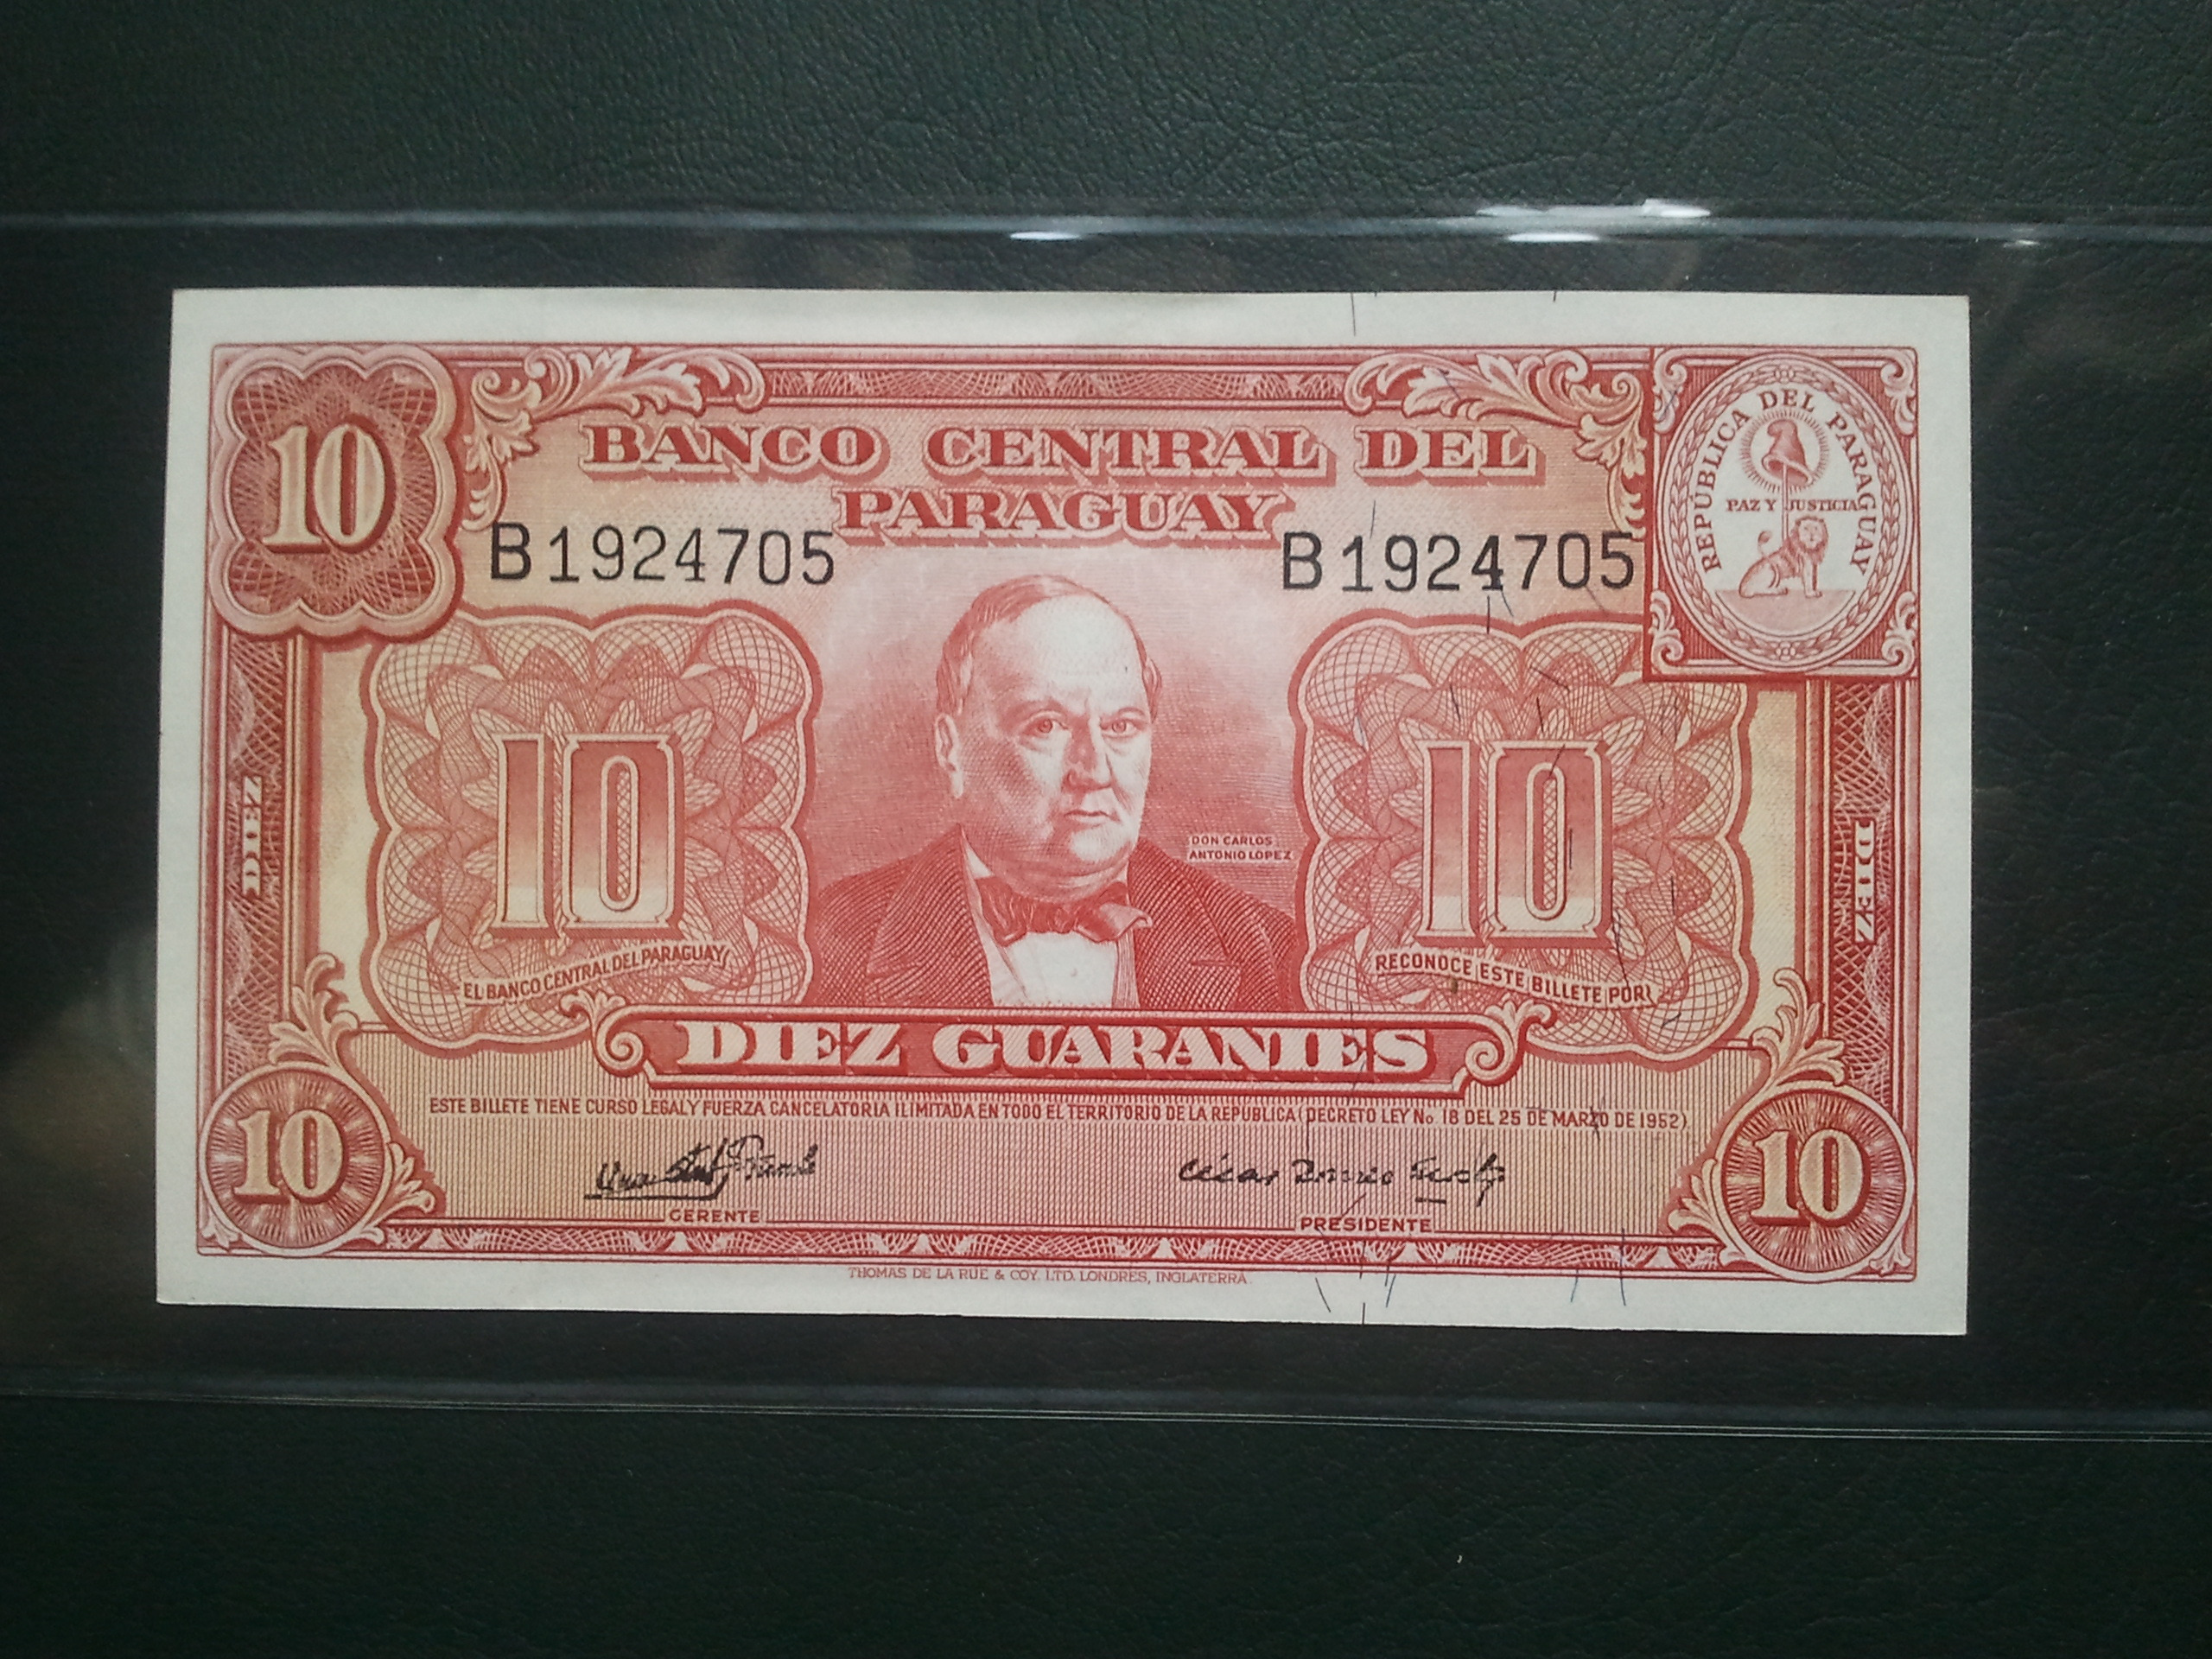 10
BANCO CENTRAL DEL
PARAGUAY
REPÚBLICA DEL PARAGUAY
PAZ Y JUSTICIA
B1924705
B1924705
10
10
DON CARLOS
ANTONIO LOPEZ
DIEZ
DIEZ
EL BANCO CENTRAL DEL PARAGUAY
RECONOCE ESTE BILLETE POR
DIEZ GUARANIES
ESTE BILLETE TIENE CURSO LEGAL Y FUERZA CANCELATORIA ILIMITADA EN TODO EL TERRITORIO DE LA REPUBLICA (DECRETO LEY No. 18 DEL 25 DE MARZO DE 1952)
10
10
GERENTE
PRESIDENTE
THOMAS DE LA RUE & COY. LTD. LONDRES, INGLATERRA.